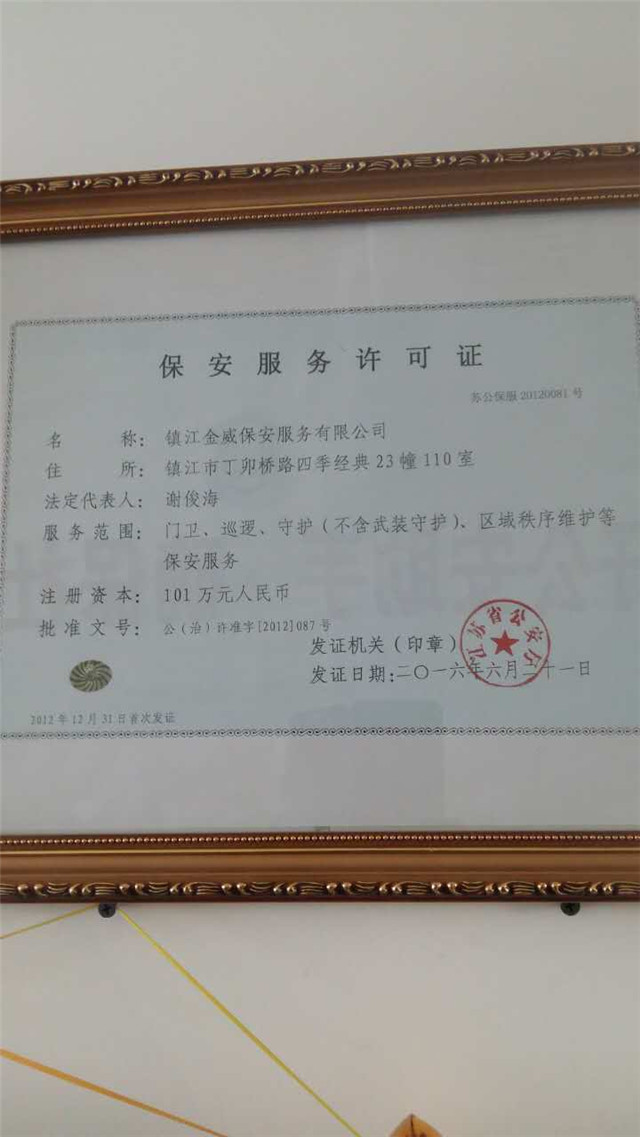 保安服务许可证
苏公保服20120081号
名称：镇江金威保安服务有限公司
住所：镇江市丁卯桥路四季经典23幢110室
法定代表人：谢俊海
服务范围：门卫、巡逻、守护（不含武装守护）、区域秩序维护等
保安服务
注册资本：101万元人民币
批准文号：公（治）许准字[2012]087号
发证机关（印章）
江苏省公安厅
发证日期：二〇一六年六月二十一日
2012年12月31日首次发证